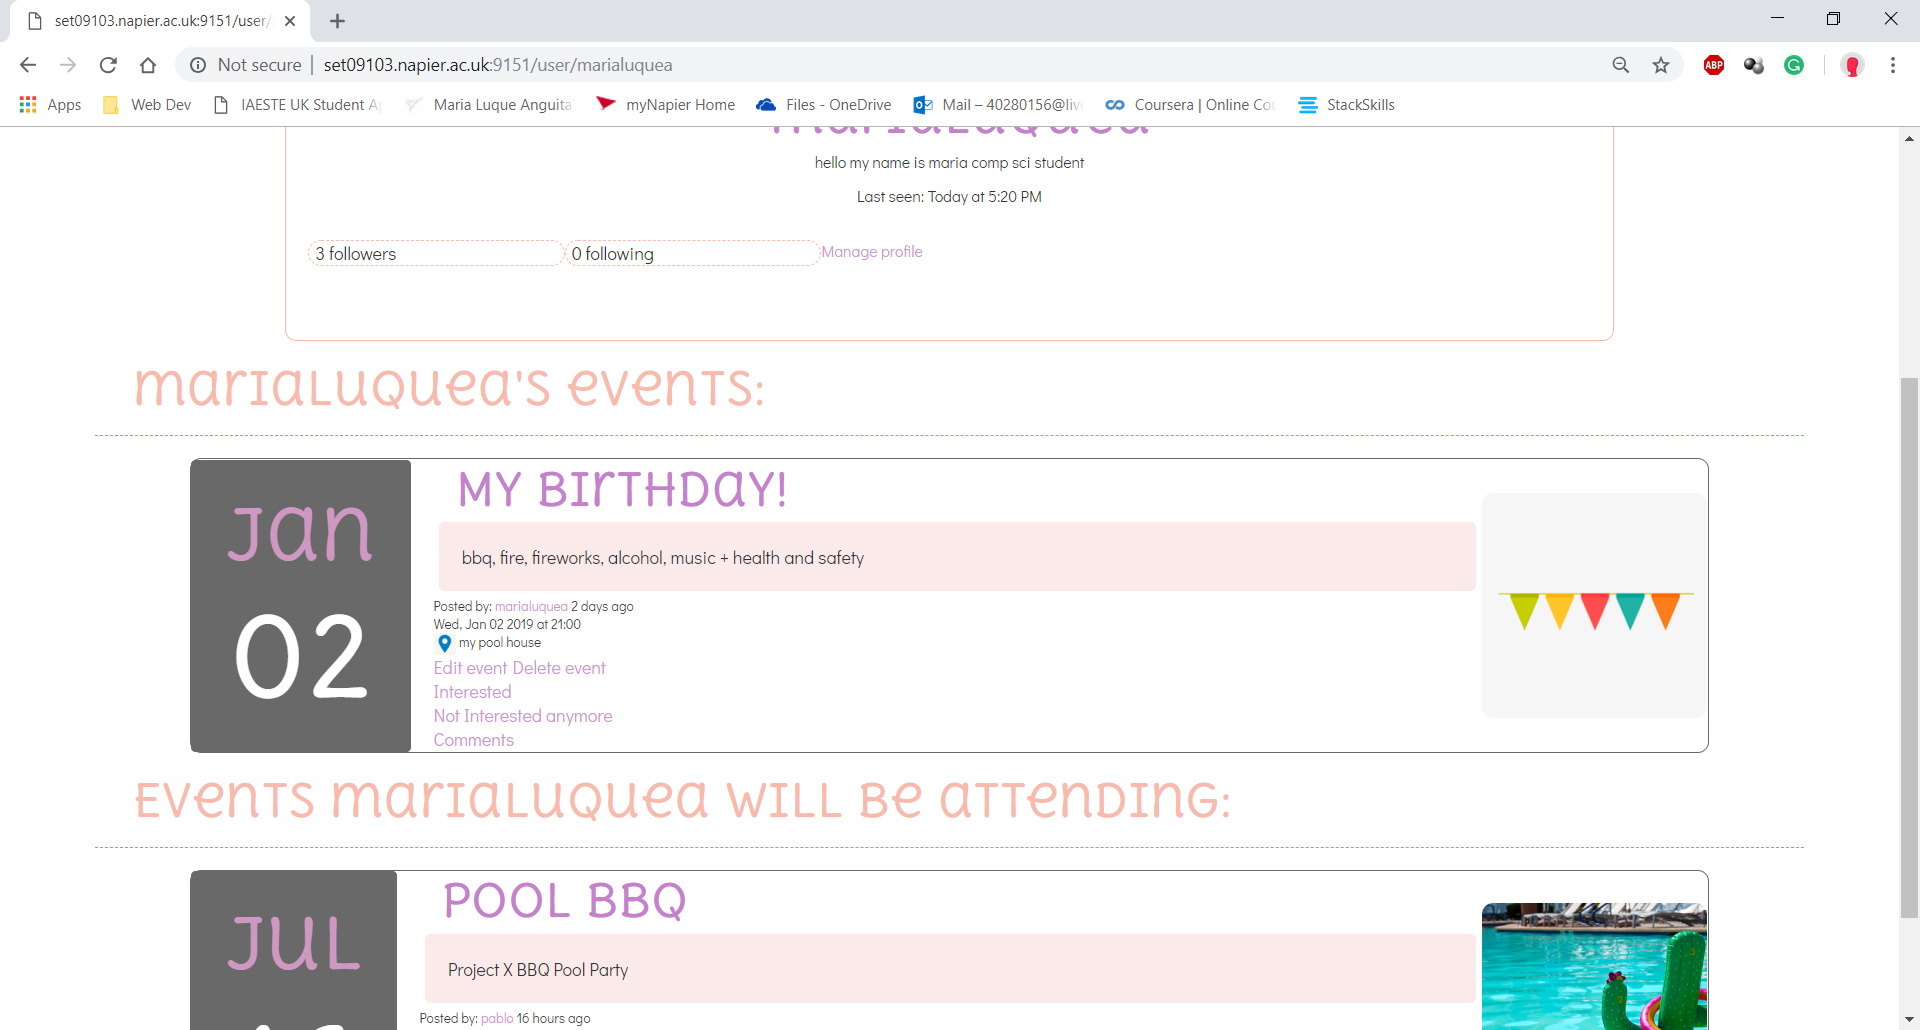 set09103.napier.ac.uk:9151/user/
Not secure | set09103.napier.ac.uk:9151/user/marialuquea
ABP
Apps
Web Dev
IAESTE UK Student Ap
Maria Luque Anguita
myNapier Home
Files - OneDrive
Mail – 40280156@live
Coursera | Online Cou
StackSkills
marialuquea
hello my name is maria comp sci student
Last seen: Today at 5:20 PM
3 followers
0 following
Manage profile
marialuquea's events:
Jan
02
My Birthday!
bbq, fire, fireworks, alcohol, music + health and safety
Posted by: marialuquea 2 days ago
Wed, Jan 02 2019 at 21:00
my pool house
Edit event Delete event
Interested
Not Interested anymore
Comments
Events marialuquea will be attending:
Jul
Pool BBQ
Project X BBQ Pool Party
Posted by: pablo 16 hours ago